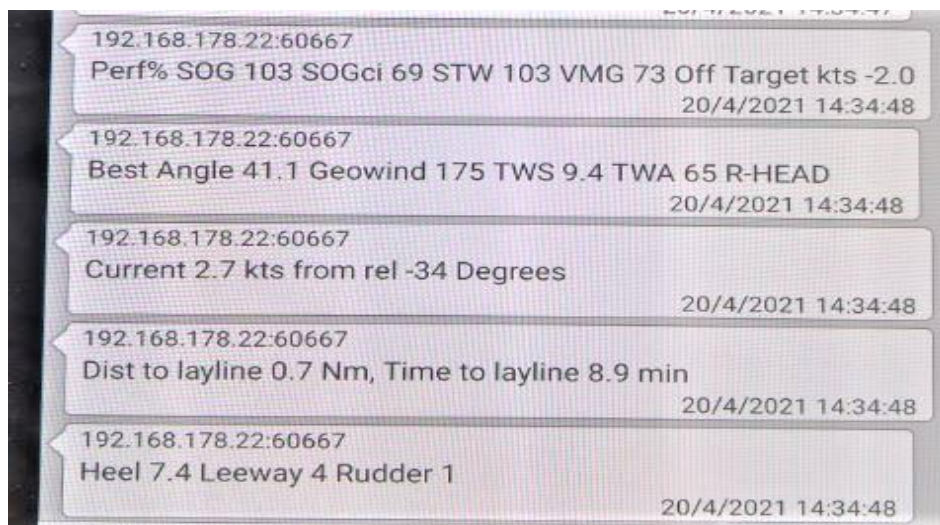 192.168.178.22:60667
Perf% SOG 103 SOGci 69 STW 103 VMG 73 Off Target kts -2.0
20/4/2021 14:34:48
192.168.178.22:60667
Best Angle 41.1 Geowind 175 TWS 9.4 TWA 65 R-HEAD
20/4/2021 14:34:48
192.168.178.22:60667
Current 2.7 kts from rel -34 Degrees
20/4/2021 14:34:48
192.168.178.22:60667
Dist to layline 0.7 Nm, Time to layline 8.9 min
20/4/2021 14:34:48
192.168.178.22:60667
Heel 7.4 Leeway 4 Rudder 1
20/4/2021 14:34:48